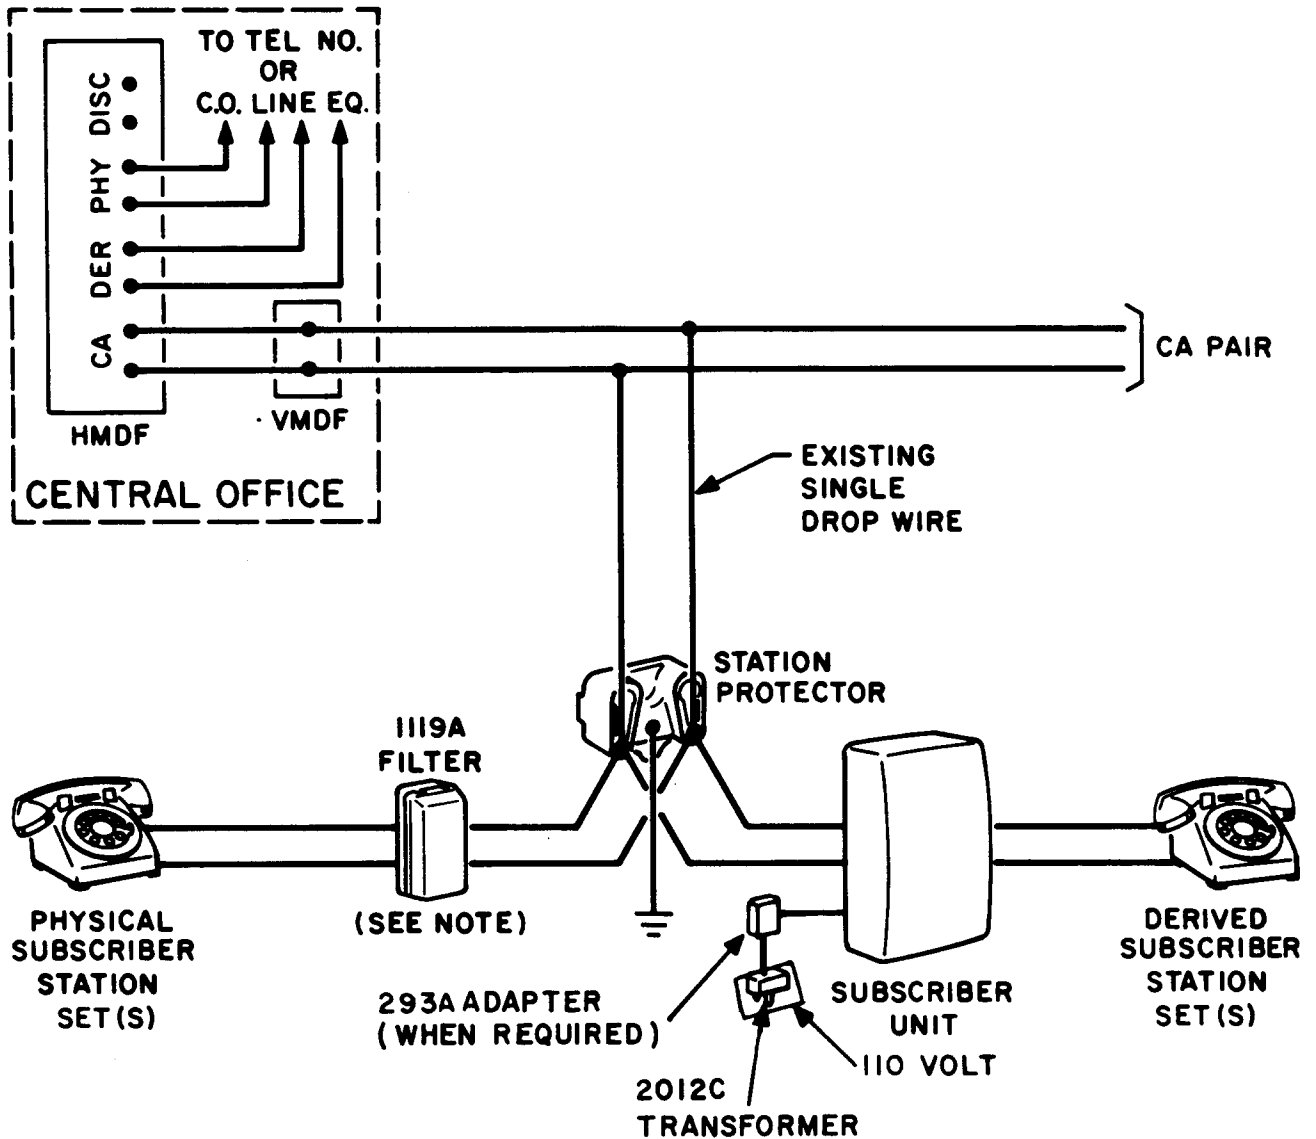 TO TEL NO.
OR
C.O. LINE EQ.
DISC
PHY
DER
CA
HMDF
VMDF
CENTRAL OFFICE
CA PAIR
EXISTING
SINGLE
DROP WIRE
STATION
PROTECTOR
1119A
FILTER
(SEE NOTE)
PHYSICAL
SUBSCRIBER
STATION
SET(S)
293A ADAPTER
(WHEN REQUIRED)
2012C
TRANSFORMER
110 VOLT
SUBSCRIBER
UNIT
DERIVED
SUBSCRIBER
STATION
SET(S)